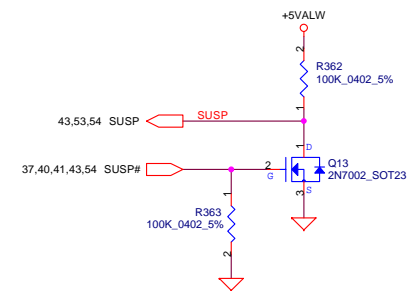 +5VALW
2
R362
100K_0402_5%
1
43,53,54 SUSP
SUSP
D
1
Q13
2N7002_SOT23
37,40,41,43,54 SUSP#
2
G
S
3
1
R363
100K_0402_5%
2